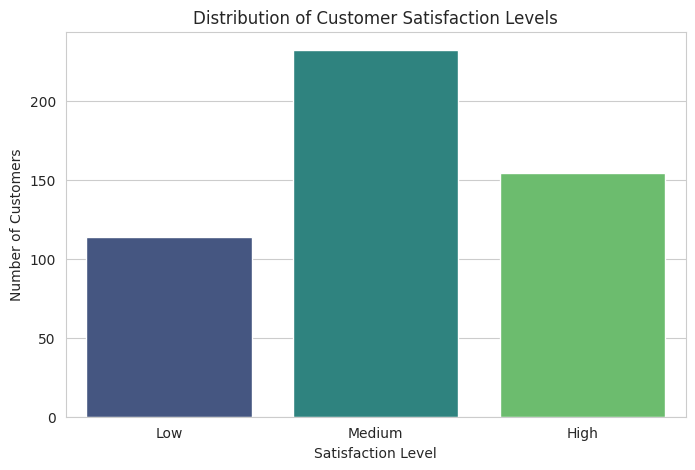 Distribution of Customer Satisfaction Levels
Number of Customers
200
150
100
50
0
Low Medium High
Satisfaction Level